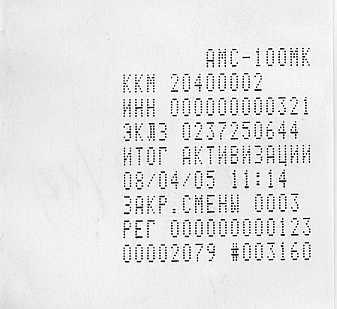 АМС-100МК
ККМ 20400002
ИНН 000000000321
ЭКЛЗ 0237250644
ИТОГ АКТИВИЗАЦИИ
08/04/05 11:14
ЗАКР.СМЕНЫ 0003
РЕГ 000000000123
00002079 #003160